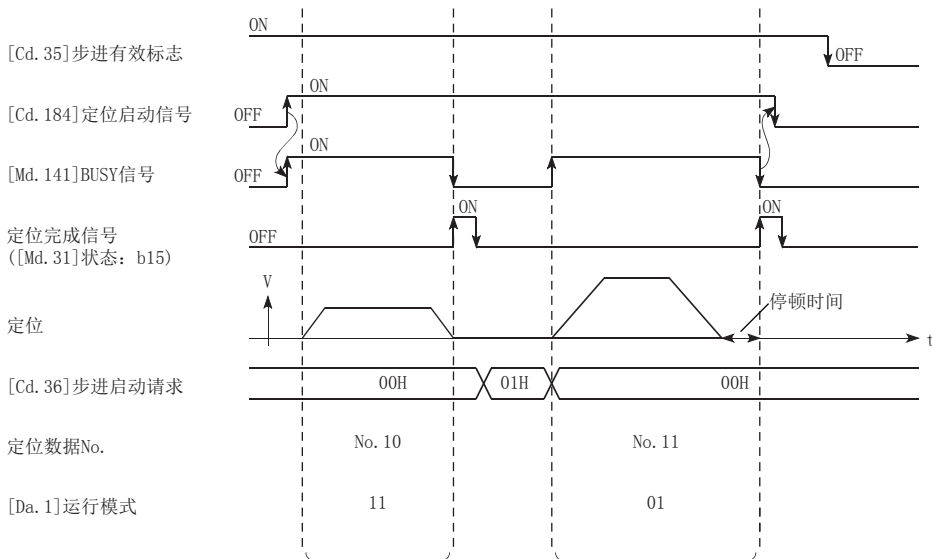 ON
[Cd.35]步进有效标志
OFF
ON
[Cd.184]定位启动信号
OFF
ON
[Md.141]BUSY信号
OFF
ON
ON
定位完成信号
OFF
([Md.31]状态：b15)
V
停顿时间
定位
t
[Cd.36]步进启动请求
00H
01H
00H
定位数据No.
No.10
No.11
[Da.1]运行模式
11
01